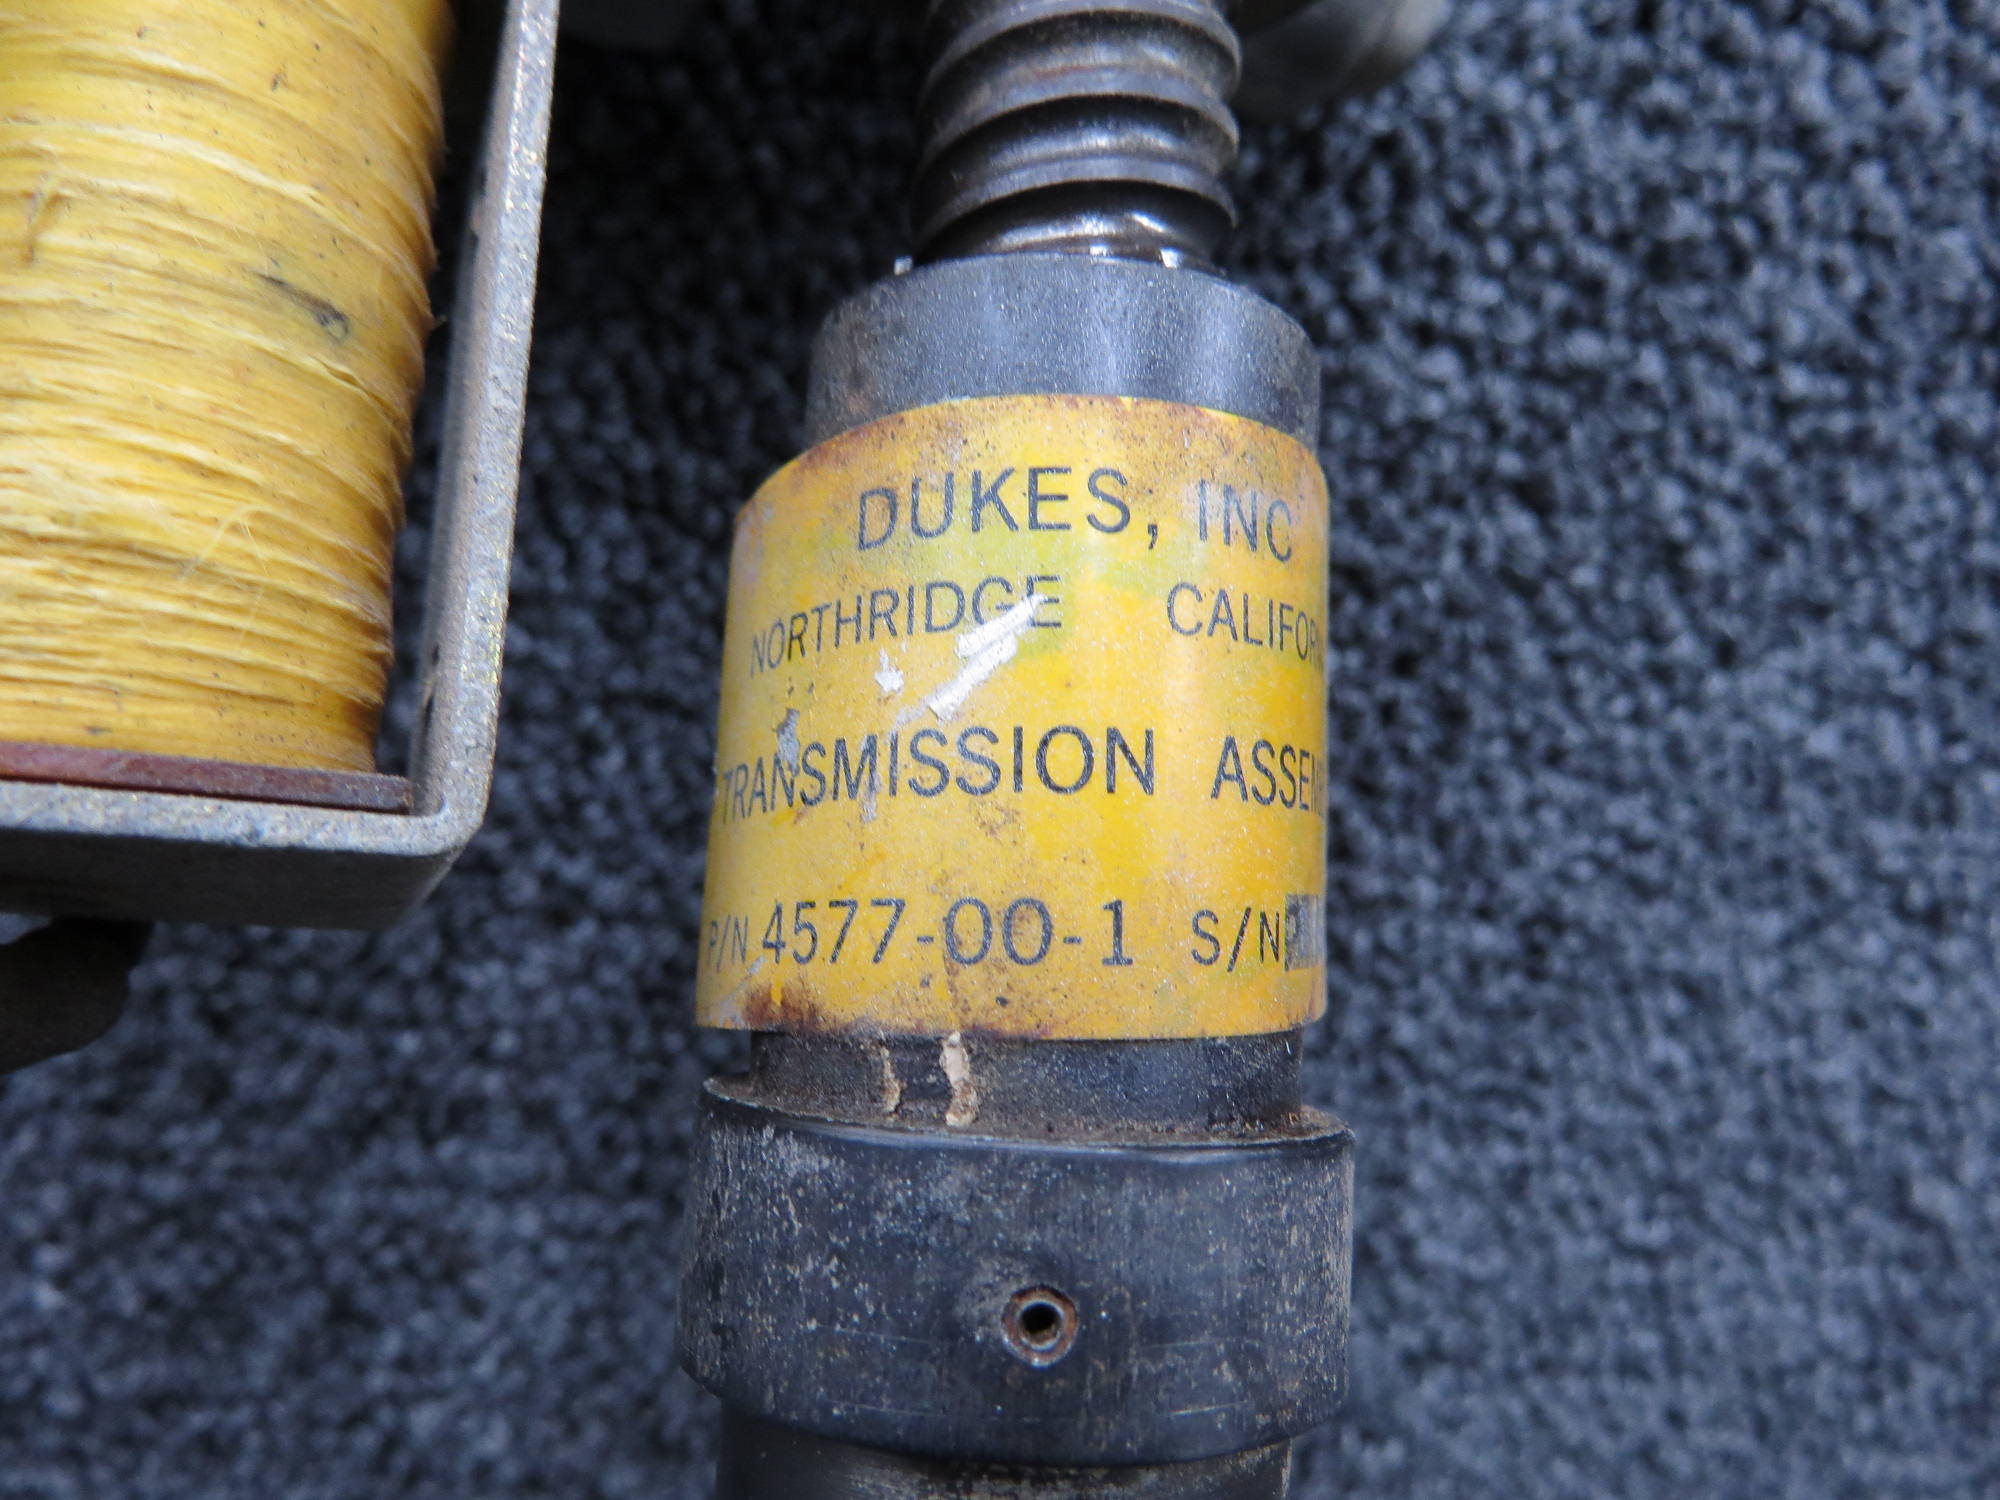 DUKES, INC
NORTHRIDGE CALIFOR
TRANSMISSION ASSEM
P/N 4577-00-1 S/N